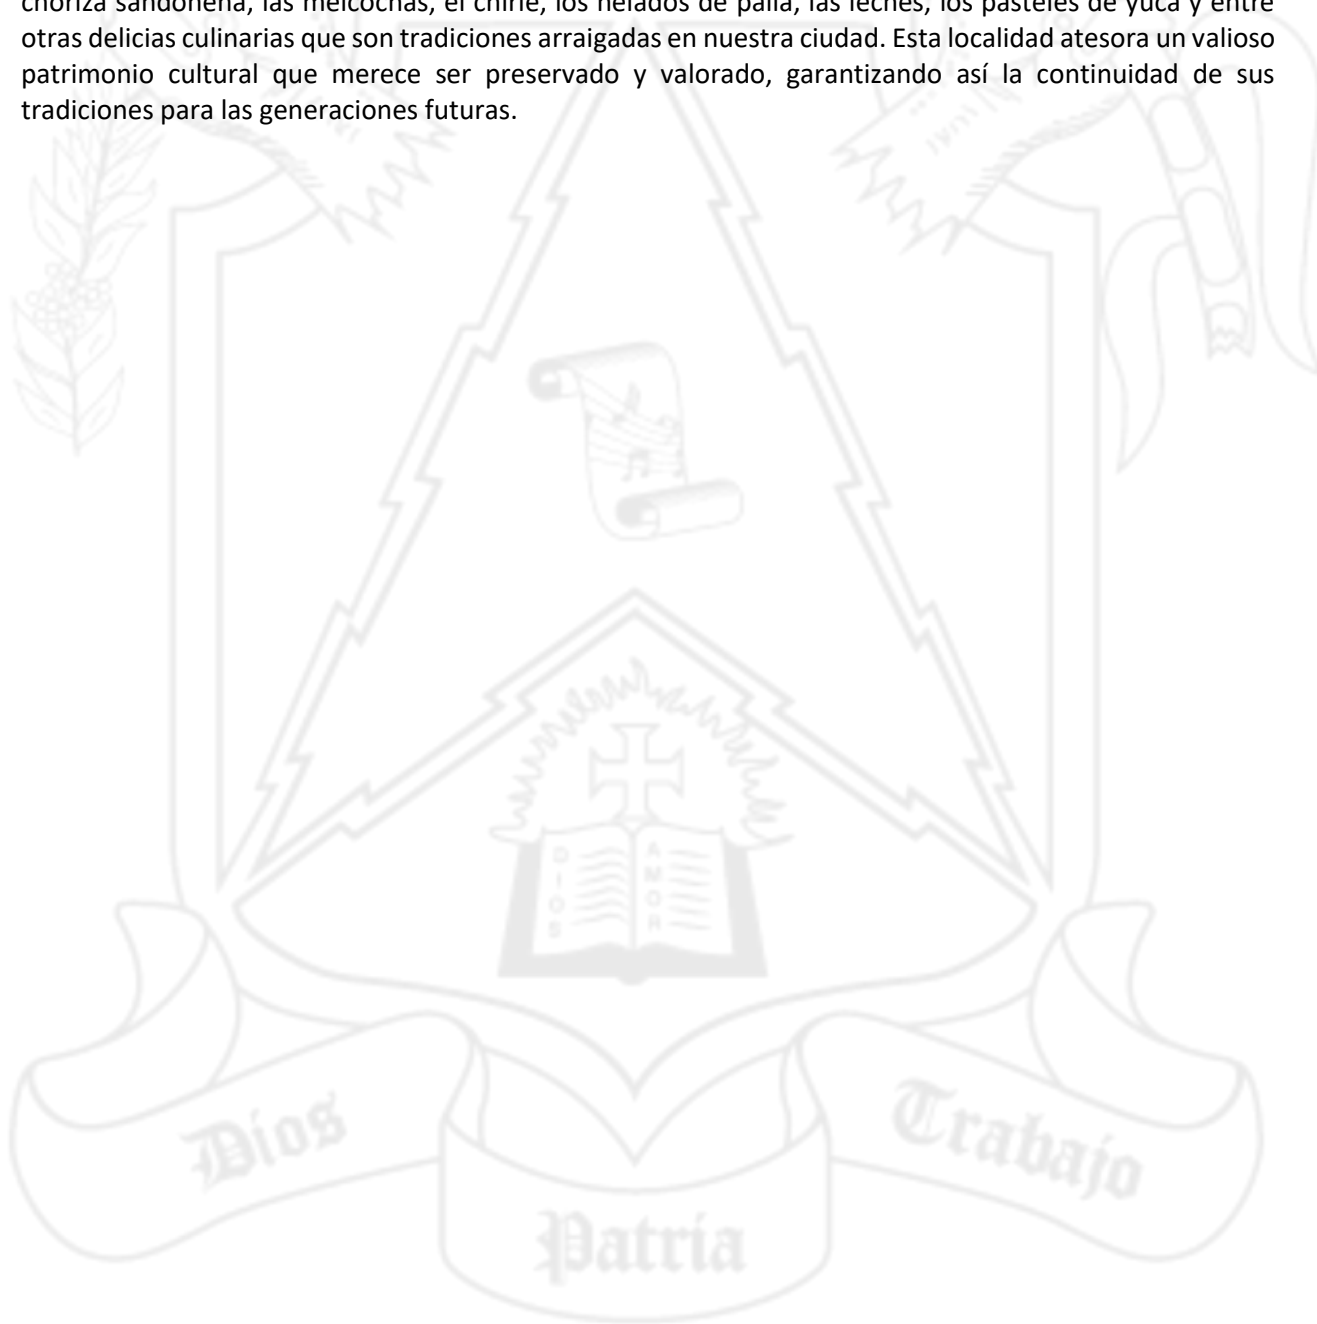 choriza sandoneña, las melcochas, el chirle, los helados de paila, las leches, los pasteles de yuca y entre
otras delicias culinarias que son tradiciones arraigadas en nuestra ciudad. Esta localidad atesora un valioso
patrimonio cultural que merece ser preservado y valorado, garantizando así la continuidad de sus
tradiciones para las generaciones futuras.
DIOS
AMOR
Dios
Trabajo
Patria